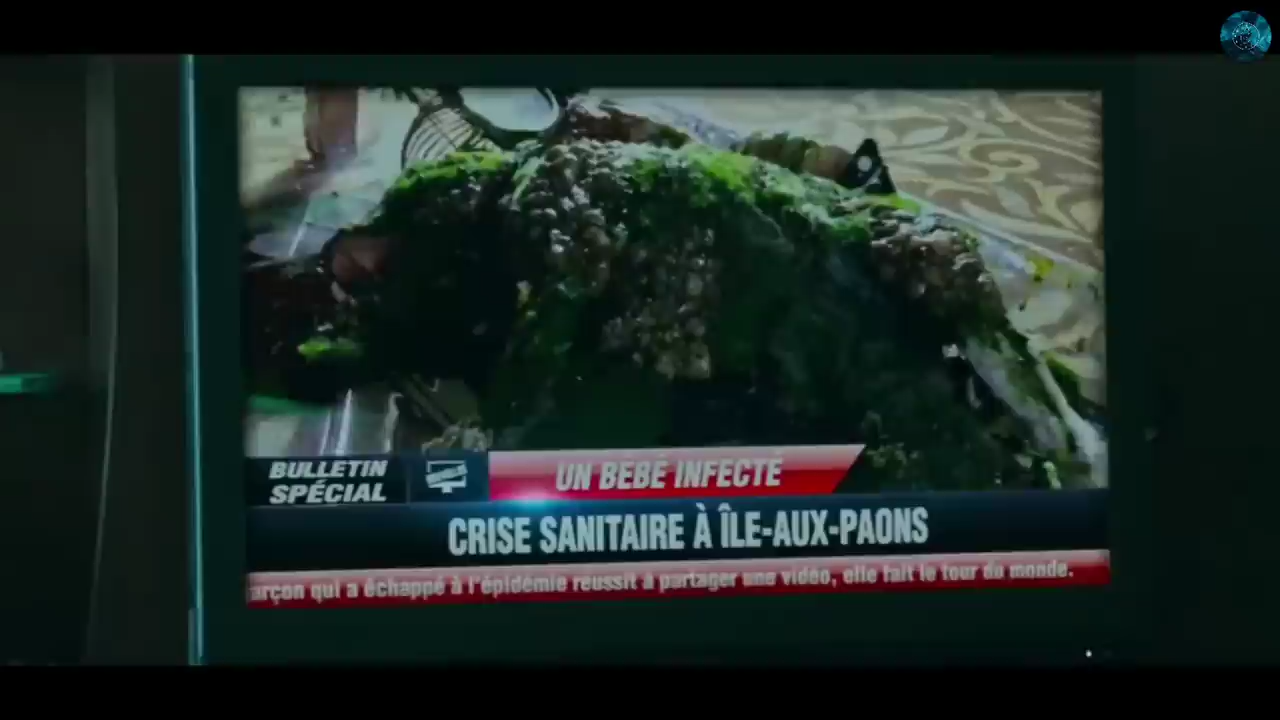 BULLETIN
SPÉCIAL
UN BÉBÉ INFECTÉ
CRISE SANITAIRE À ÎLE-AUX-PAONS
qui a échappé à l'épidémie réussit à partager une vidéo, elle fait le tour du monde.